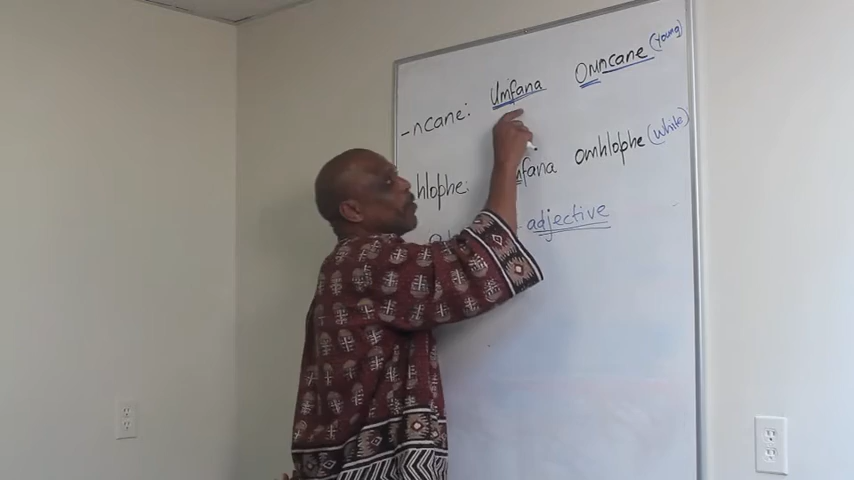 -ncane: Umfana Omncane (young)
hlophe: fana omhlophe (white)
adjective